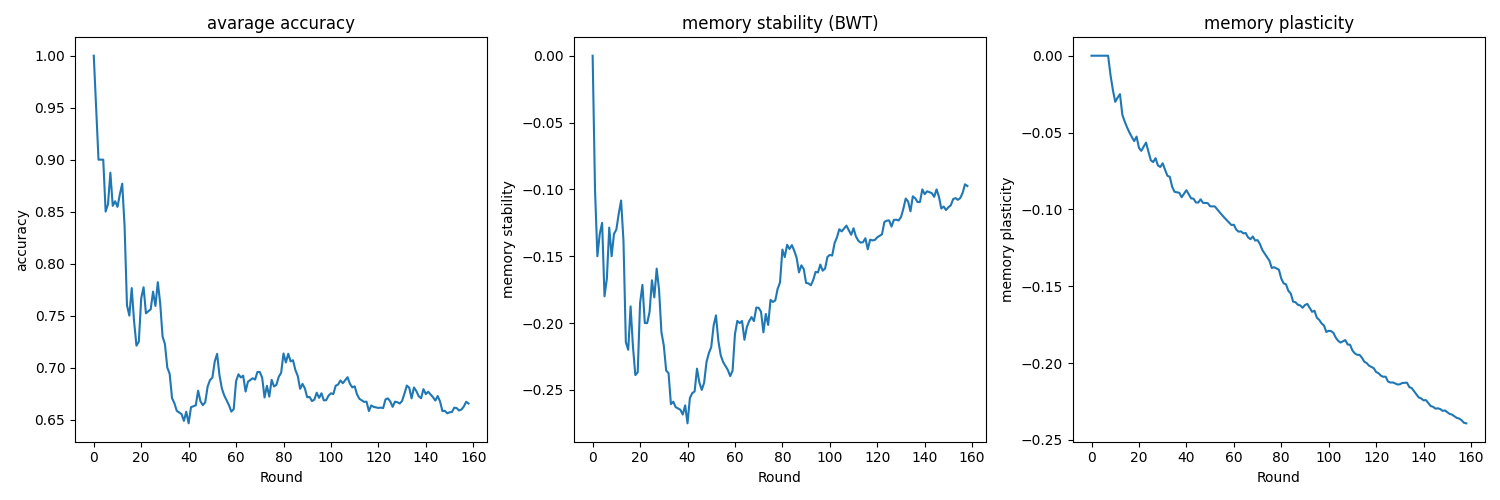 avarage accuracy
accuracy
1.00
0.95
0.90
0.85
0.80
0.75
0.70
0.65
0 20 40 60 80 100 120 140 160
Round
memory stability (BWT)
memory stability
0.00
−0.05
−0.10
−0.15
−0.20
−0.25
0 20 40 60 80 100 120 140 160
Round
memory plasticity
memory plasticity
0.00
−0.05
−0.10
−0.15
−0.20
−0.25
0 20 40 60 80 100 120 140 160
Round